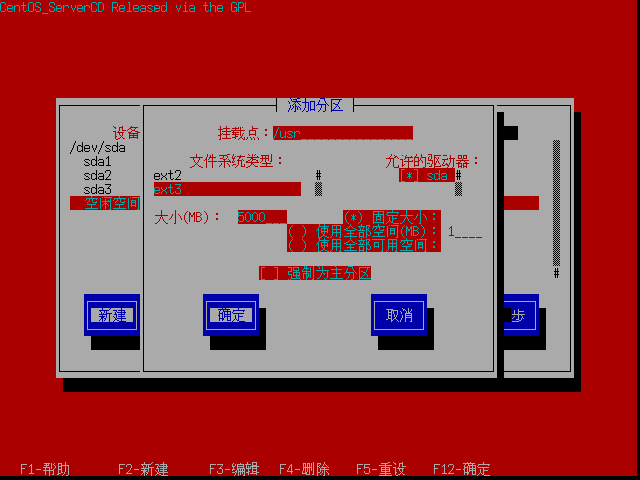 CentOS_ServerCD Released via the GPL
添加分区
设备
挂载点：/usr
/dev/sda
文件系统类型：
允许的驱动器：
sda1
sda2
ext2
#
[*] sda
#
sda3
ext3
空闲空间
大小(MB)： 5000
(*) 固定大小：
( ) 使用全部空间(MB)：1____
( ) 使用全部可用空间：
[ ] 强制为主分区
#
新建
确定
取消
步
F1-帮助 F2-新建 F3-编辑 F4-删除 F5-重设 F12-确定